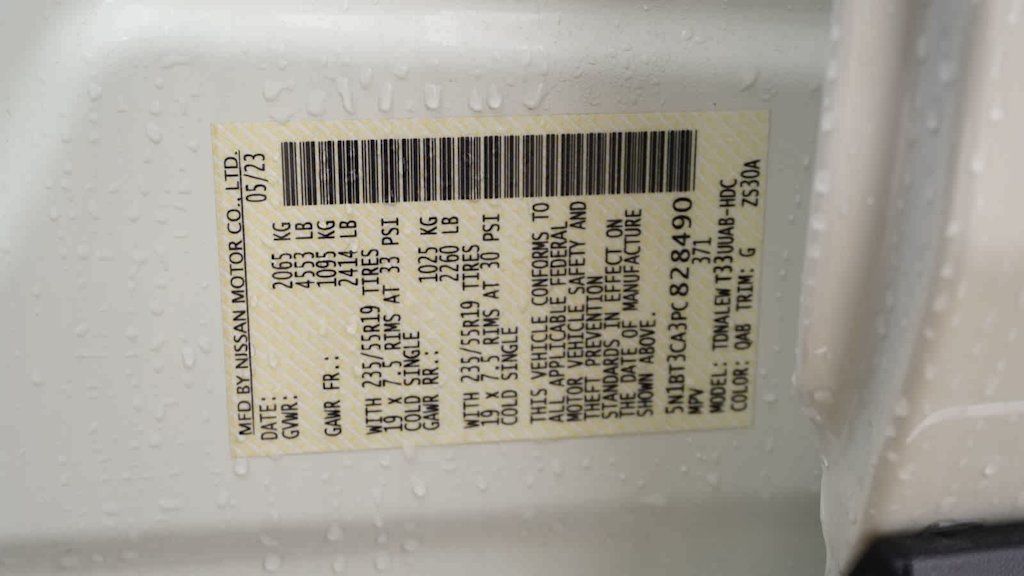 MFD BY NISSAN MOTOR CO., LTD.
DATE: 05/23
GVWR: 2065 KG
4553 LB
GAWR FR.: 1095 KG
2414 LB
WITH 235/55R19 TIRES
19 x 7.5 RIMS AT 33 PSI
COLD SINGLE
GAWR RR.: 1025 KG
2260 LB
WITH 235/55R19 TIRES
19 x 7.5 RIMS AT 30 PSI
COLD SINGLE
THIS VEHICLE CONFORMS TO
ALL APPLICABLE FEDERAL
MOTOR VEHICLE SAFETY AND
THEFT PREVENTION
STANDARDS IN EFFECT ON
THE DATE OF MANUFACTURE
SHOWN ABOVE.
5N1BT3CA3PC828490
MPV 371
MODEL: TDNALEWT33UUAB-HDC
COLOR: QAB TRIM: G ZS30A